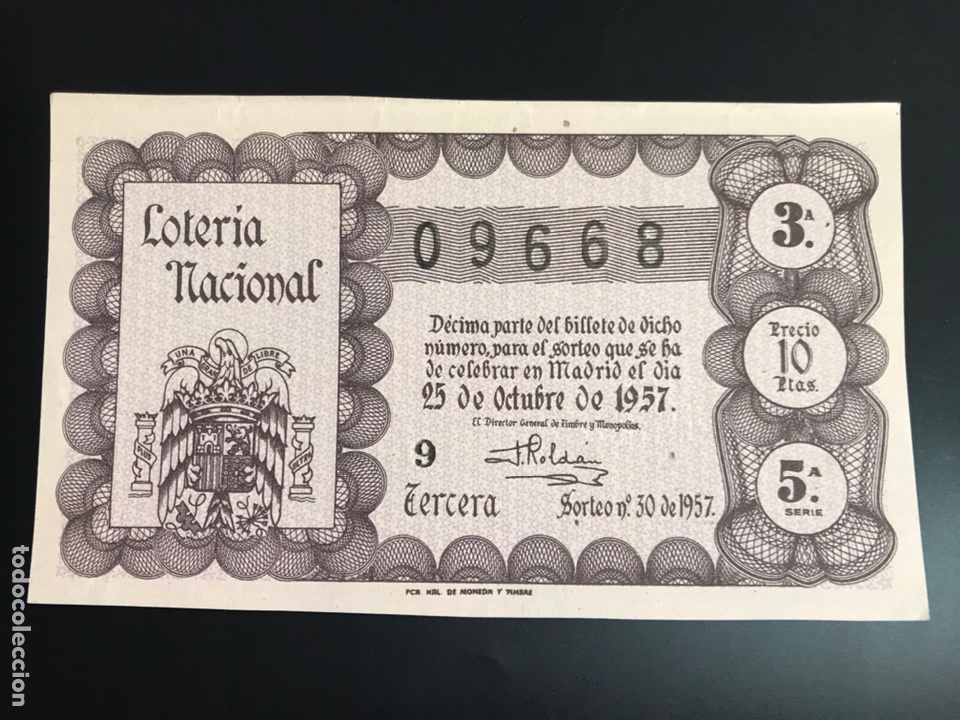 Lotería
Nacional
UNA GRANDE LIBRE
PLUS
ULTRA
09668
Décima parte del billete de dicho
número, para el sorteo que se ha
de celebrar en Madrid el día
25 de Octubre de 1957.
El Director General de Timbre y Monopolios,
9
J. Roldán
Tercera
Sorteo nº. 30 de 1957.
3.ª
Precio
10
Ptas.
5.ª
SERIE
FCA. NAL. DE MONEDA Y TIMBRE
todocoleccion